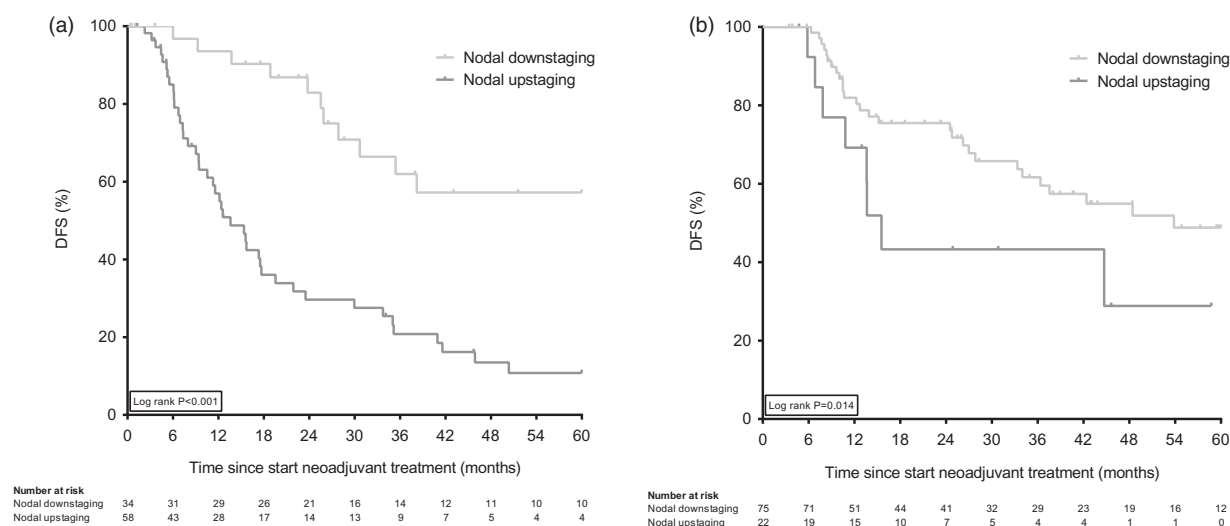 (a)
100
80
60
40
20
0
DFS (%)
Nodal downstaging
Nodal upstaging
Log rank P<0.001
0 6 12 18 24 30 36 42 48 54 60
Time since start neoadjuvant treatment (months)
Number at risk
Nodal downstaging 34 31 29 26 21 16 14 12 11 10 10
Nodal upstaging 58 43 28 17 14 13 9 7 5 4 4
(b)
100
80
60
40
20
0
DFS (%)
Nodal downstaging
Nodal upstaging
Log rank P=0.014
0 6 12 18 24 30 36 42 48 54 60
Time since start neoadjuvant treatment (months)
Number at risk
Nodal downstaging 75 71 51 44 41 32 29 23 19 16 12
Nodal upstaging 22 19 15 10 7 5 4 4 1 1 0